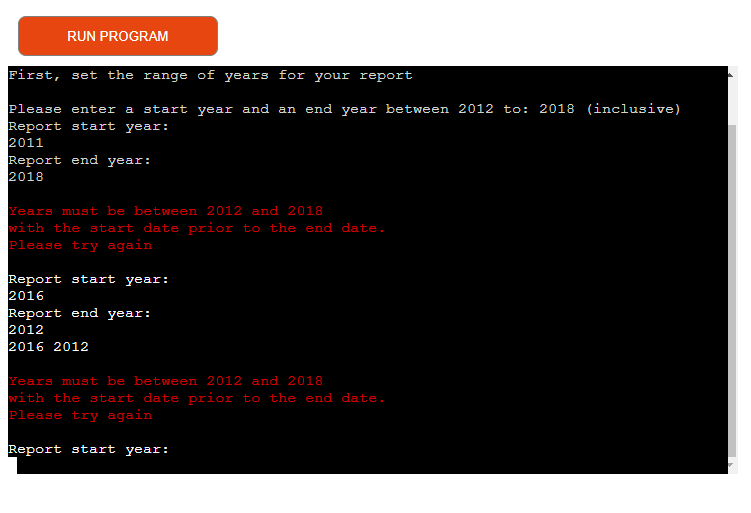 RUN PROGRAM
First, set the range of years for your report
Please enter a start year and an end year between 2012 to: 2018 (inclusive)
Report start year:
2011
Report end year:
2018
Years must be between 2012 and 2018
with the start date prior to the end date.
Please try again
Report start year:
2016
Report end year:
2012
2016 2012
Years must be between 2012 and 2018
with the start date prior to the end date.
Please try again
Report start year: